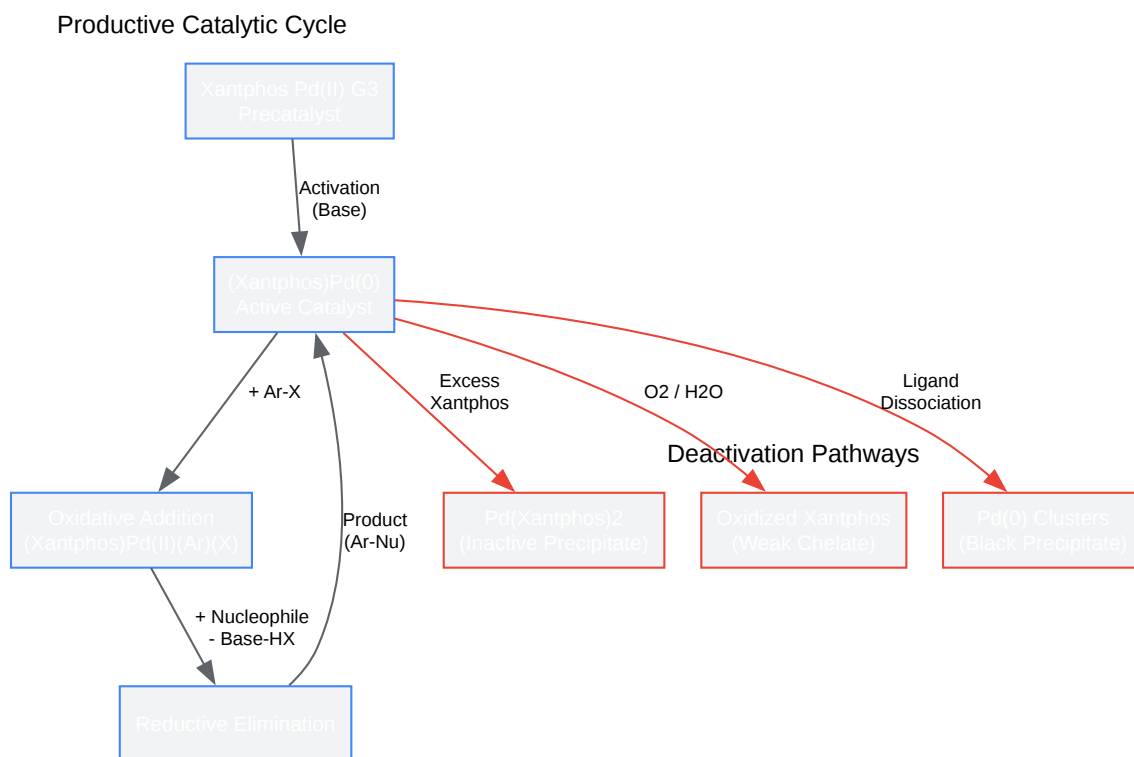 Productive Catalytic Cycle
Xantphos Pd(II) G3
Precatalyst
Activation
(Base)
(Xantphos)Pd(0)
Active Catalyst
+ Ar-X
Excess
Xantphos
O2 / H2O
Ligand
Dissociation
Deactivation Pathways
Oxidative Addition
(Xantphos)Pd(II)(Ar)(X)
Product
(Ar-Nu)
Pd(Xantphos)2
(Inactive Precipitate)
Oxidized Xantphos
(Weak Chelate)
Pd(0) Clusters
(Black Precipitate)
+ Nucleophile
- Base-HX
Reductive Elimination